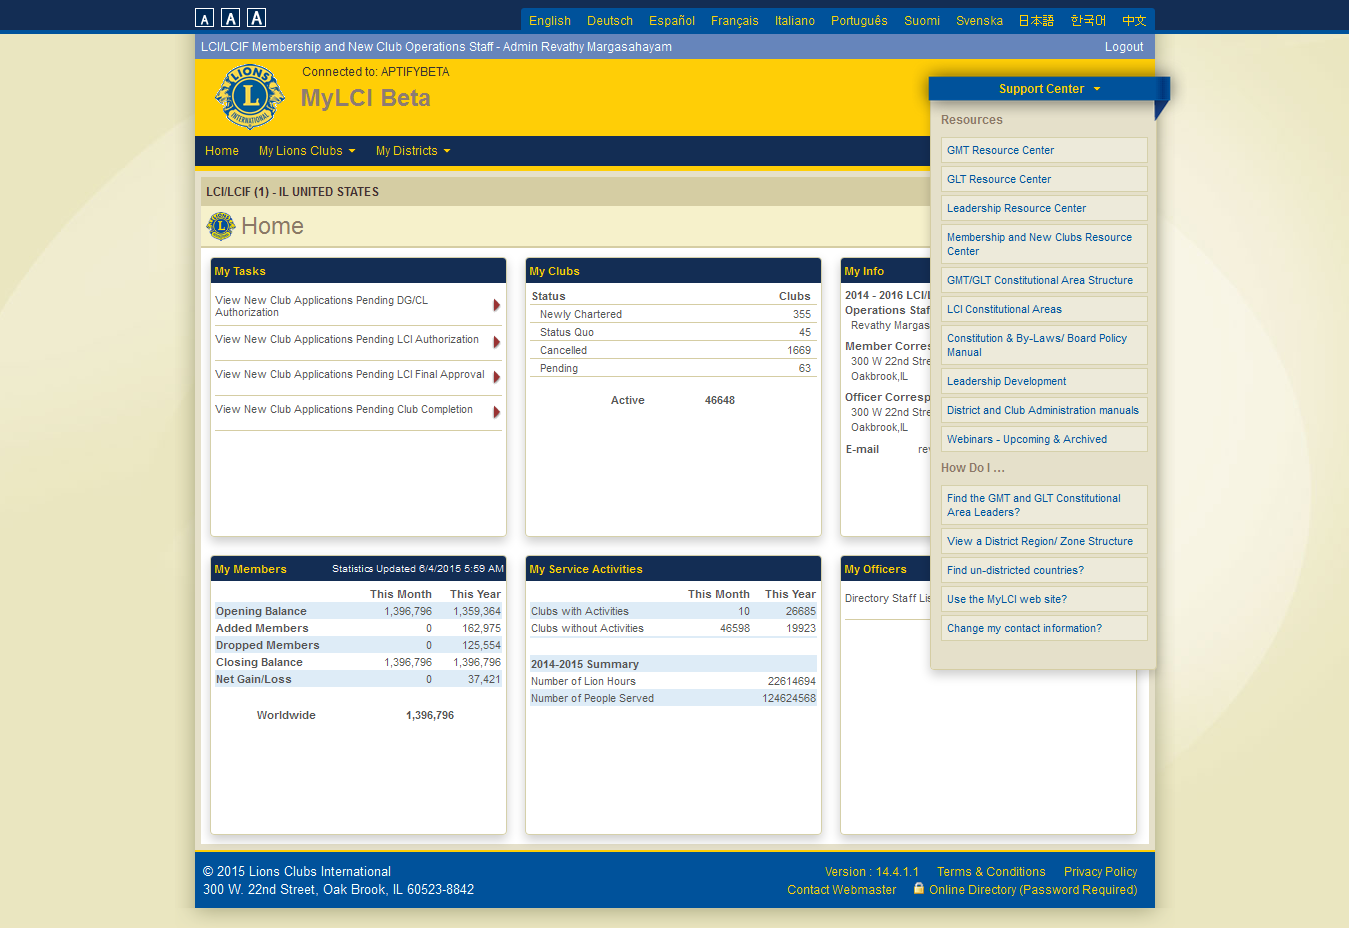 A A A
English Deutsch Español Français Italiano Português Suomi Svenska 日本語 한국어 中文
LCI/LCIF Membership and New Club Operations Staff - Admin Revathy Margasahayam Logout
LIONS
L
INTERNATIONAL
Connected to: APTIFYBETA
MyLCI Beta
Home My Lions Clubs My Districts
LCI/LCIF (1) - IL UNITED STATES
Home
My Tasks
View New Club Applications Pending DG/CL
Authorization
View New Club Applications Pending LCI Authorization
View New Club Applications Pending LCI Final Approval
View New Club Applications Pending Club Completion
My Clubs
Status Clubs
Newly Chartered 355
Status Quo 45
Cancelled 1669
Pending 63
Active 46648
My Info
2014 - 2016 LCI/
Operations Staf
Revathy Margas
Member Corres
300 W 22nd Stre
Oakbrook,IL
Officer Corresp
300 W 22nd Stre
Oakbrook,IL
E-mail rev
Support Center
Resources
GMT Resource Center
GLT Resource Center
Leadership Resource Center
Membership and New Clubs Resource
Center
GMT/GLT Constitutional Area Structure
LCI Constitutional Areas
Constitution & By-Laws/ Board Policy
Manual
Leadership Development
District and Club Administration manuals
Webinars - Upcoming & Archived
How Do I ...
Find the GMT and GLT Constitutional
Area Leaders?
View a District Region/ Zone Structure
Find un-districted countries?
Use the MyLCI web site?
Change my contact information?
My Members Statistics Updated 6/4/2015 5:59 AM
This Month This Year
Opening Balance 1,396,796 1,359,364
Added Members 0 162,975
Dropped Members 0 125,554
Closing Balance 1,396,796 1,396,796
Net Gain/Loss 0 37,421
Worldwide 1,396,796
My Service Activities
This Month This Year
Clubs with Activities 10 26685
Clubs without Activities 46598 19923
2014-2015 Summary
Number of Lion Hours 22614694
Number of People Served 124624568
My Officers
Directory Staff Lis
© 2015 Lions Clubs International
300 W. 22nd Street, Oak Brook, IL 60523-8842
Version : 14.4.1.1 Terms & Conditions Privacy Policy
Contact Webmaster Online Directory (Password Required)